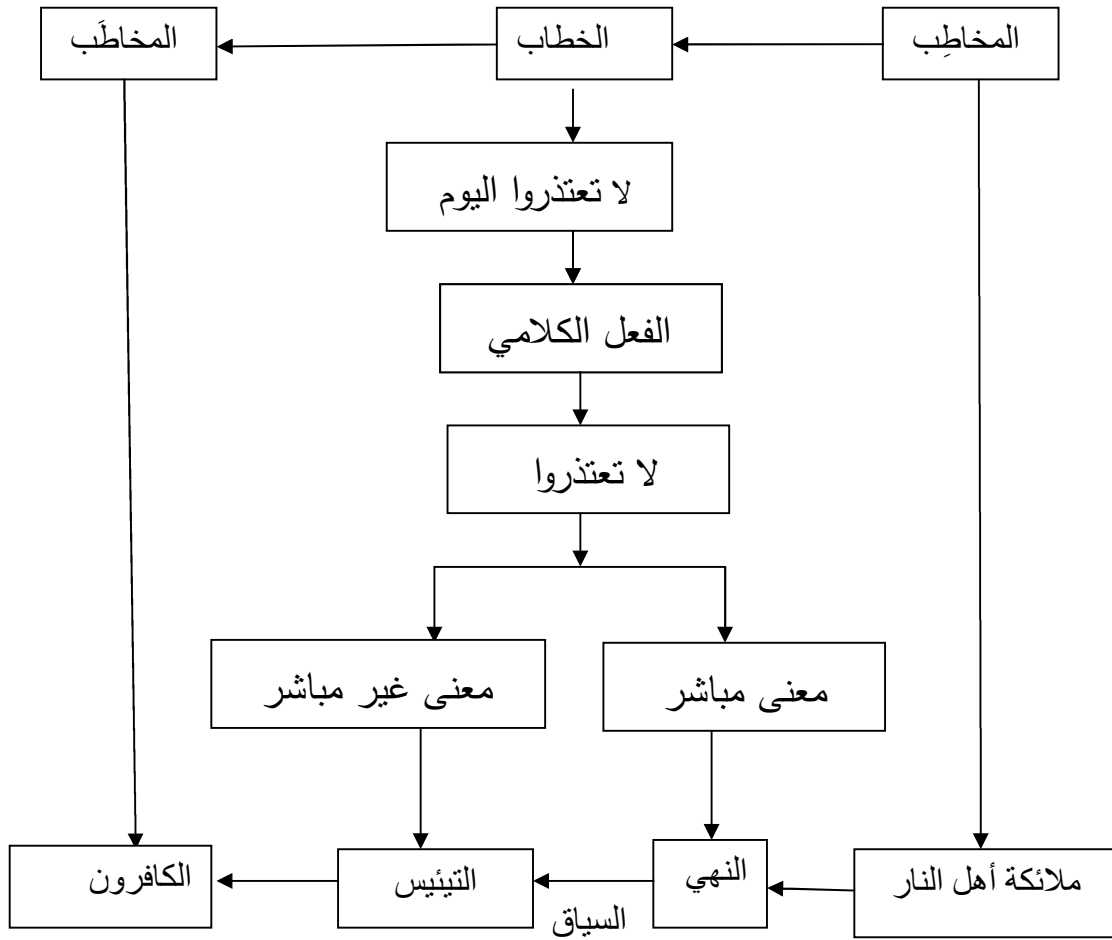 المخاطِب
الخطاب
المخاطَب
لا تعتذروا اليوم
الفعل الكلامي
لا تعتذروا
معنى مباشر
معنى غير مباشر
ملائكة أهل النار
النهي
السياق
التيئيس
الكافرون